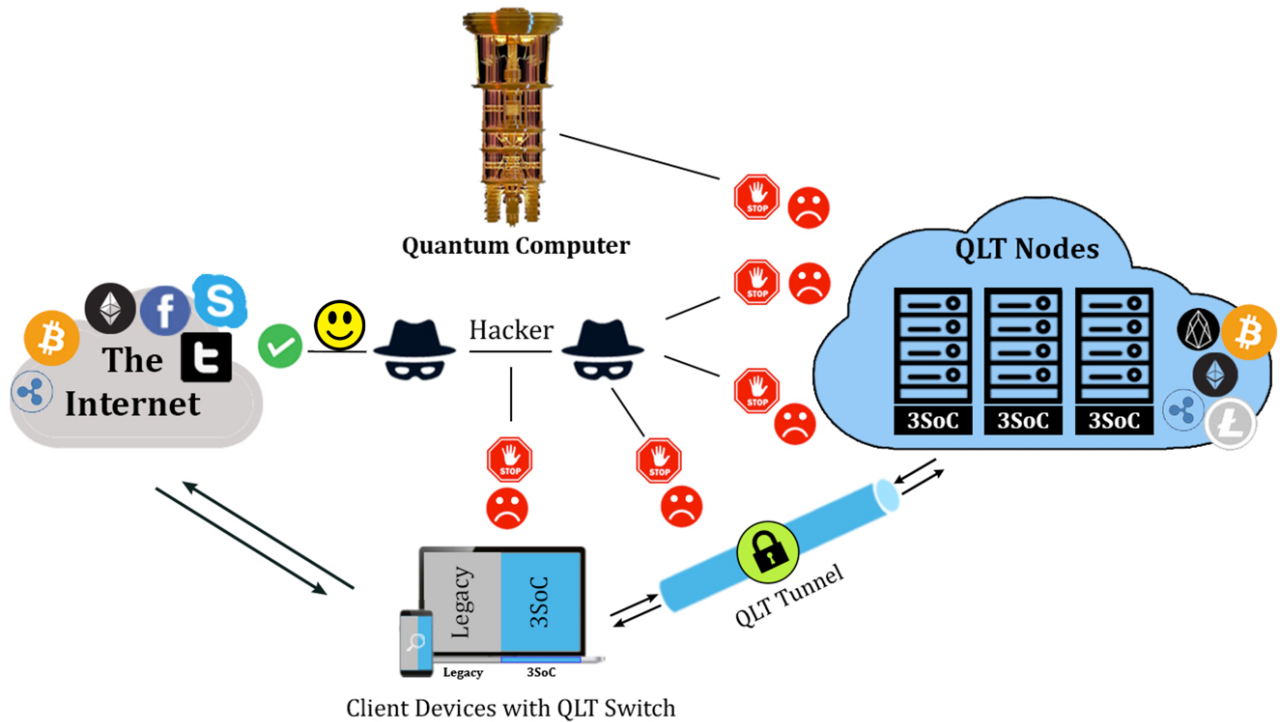 Quantum Computer
STOP
QLT Nodes
STOP
Hacker
The
Internet
S
f
t
STOP
3SoC
3SoC
3SoC
STOP
STOP
Legacy
3SoC
QLT Tunnel
Legacy
3SoC
Client Devices with QLT Switch